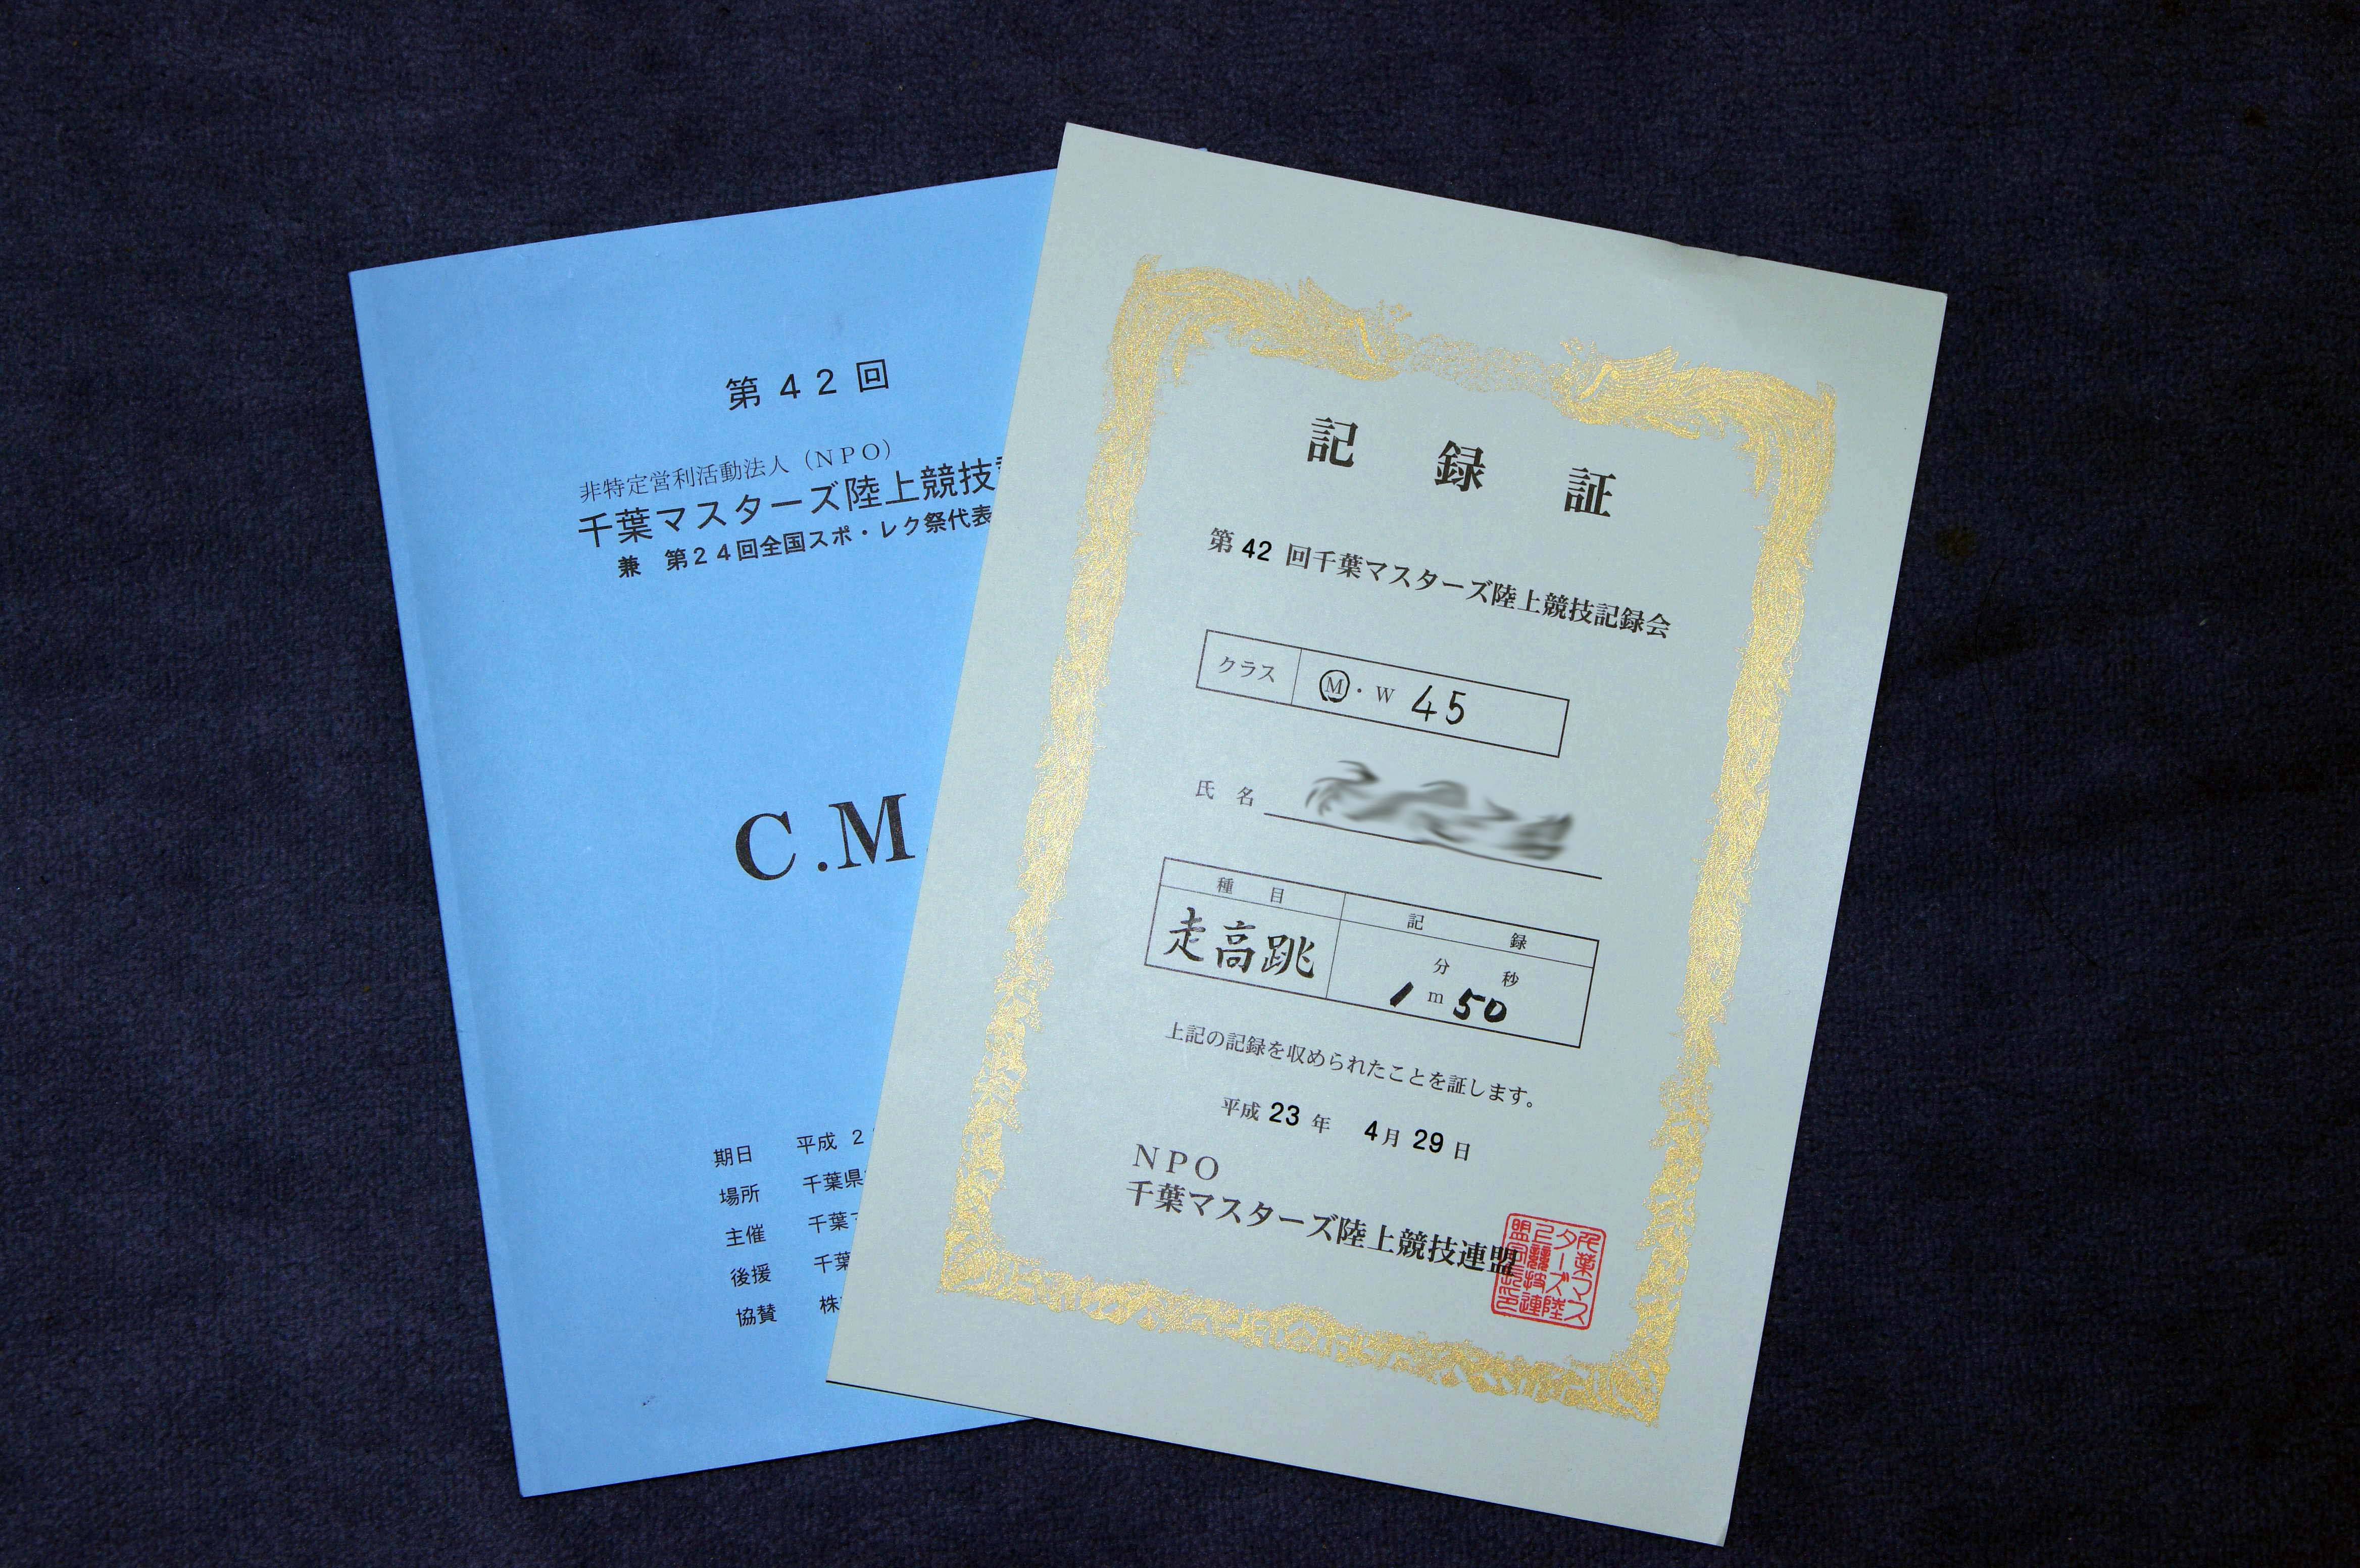 第42回
非特定営利活動法人（NPO）
千葉マスターズ陸上競技
兼 第24回全国スポ・レク祭代表
C.M.
期日 平成 2
場所 千葉県
主催 千葉
後援 千葉
協賛 株
記録証
第42回千葉マスターズ陸上競技記録会
クラス Ⓜ・W 45
氏名
種目 記録
分 秒
走高跳 1m50
上記の記録を収められたことを証します。
平成23年 4月29日
NPO
千葉マスターズ陸上競技連盟